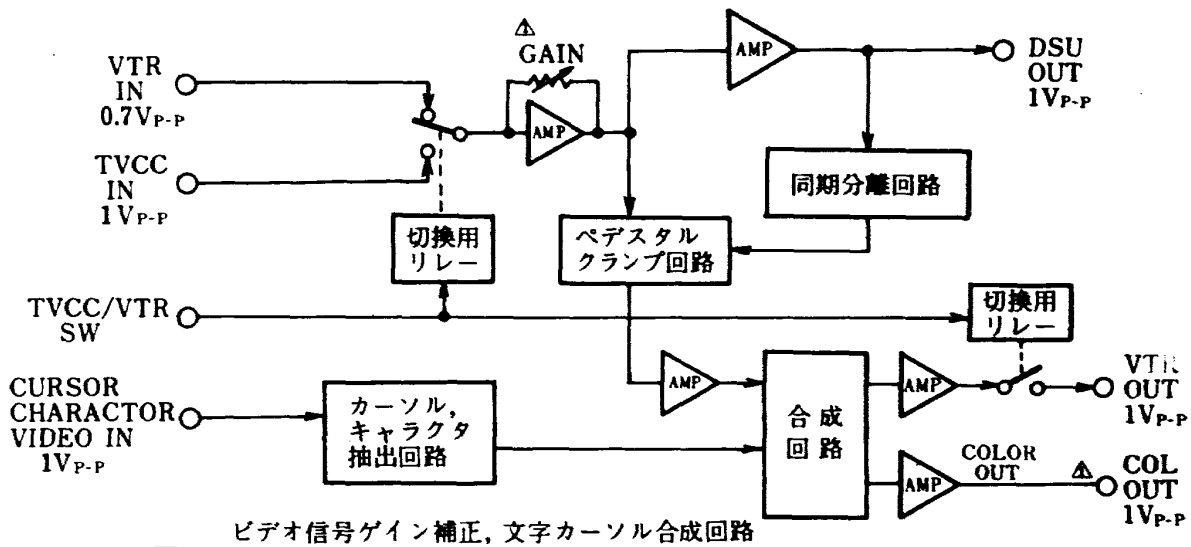 VTR
IN
0.7VP-P
TVCC
IN
1VP-P
⚠
GAIN
AMP
AMP
DSU
OUT
1VP-P
同期分離回路
切換用
リレー
ペデスタル
クランプ回路
TVCC/VTR
SW
切換用
リレー
CURSOR
CHARACTOR
VIDEO IN
1VP-P
カーソル,
キャラクタ
抽出回路
AMP
合成
回路
AMP
VTR
OUT
1VP-P
AMP
COLOR
OUT
⚠
COL
OUT
1VP-P
ビデオ信号ゲイン補正, 文字カーソル合成回路